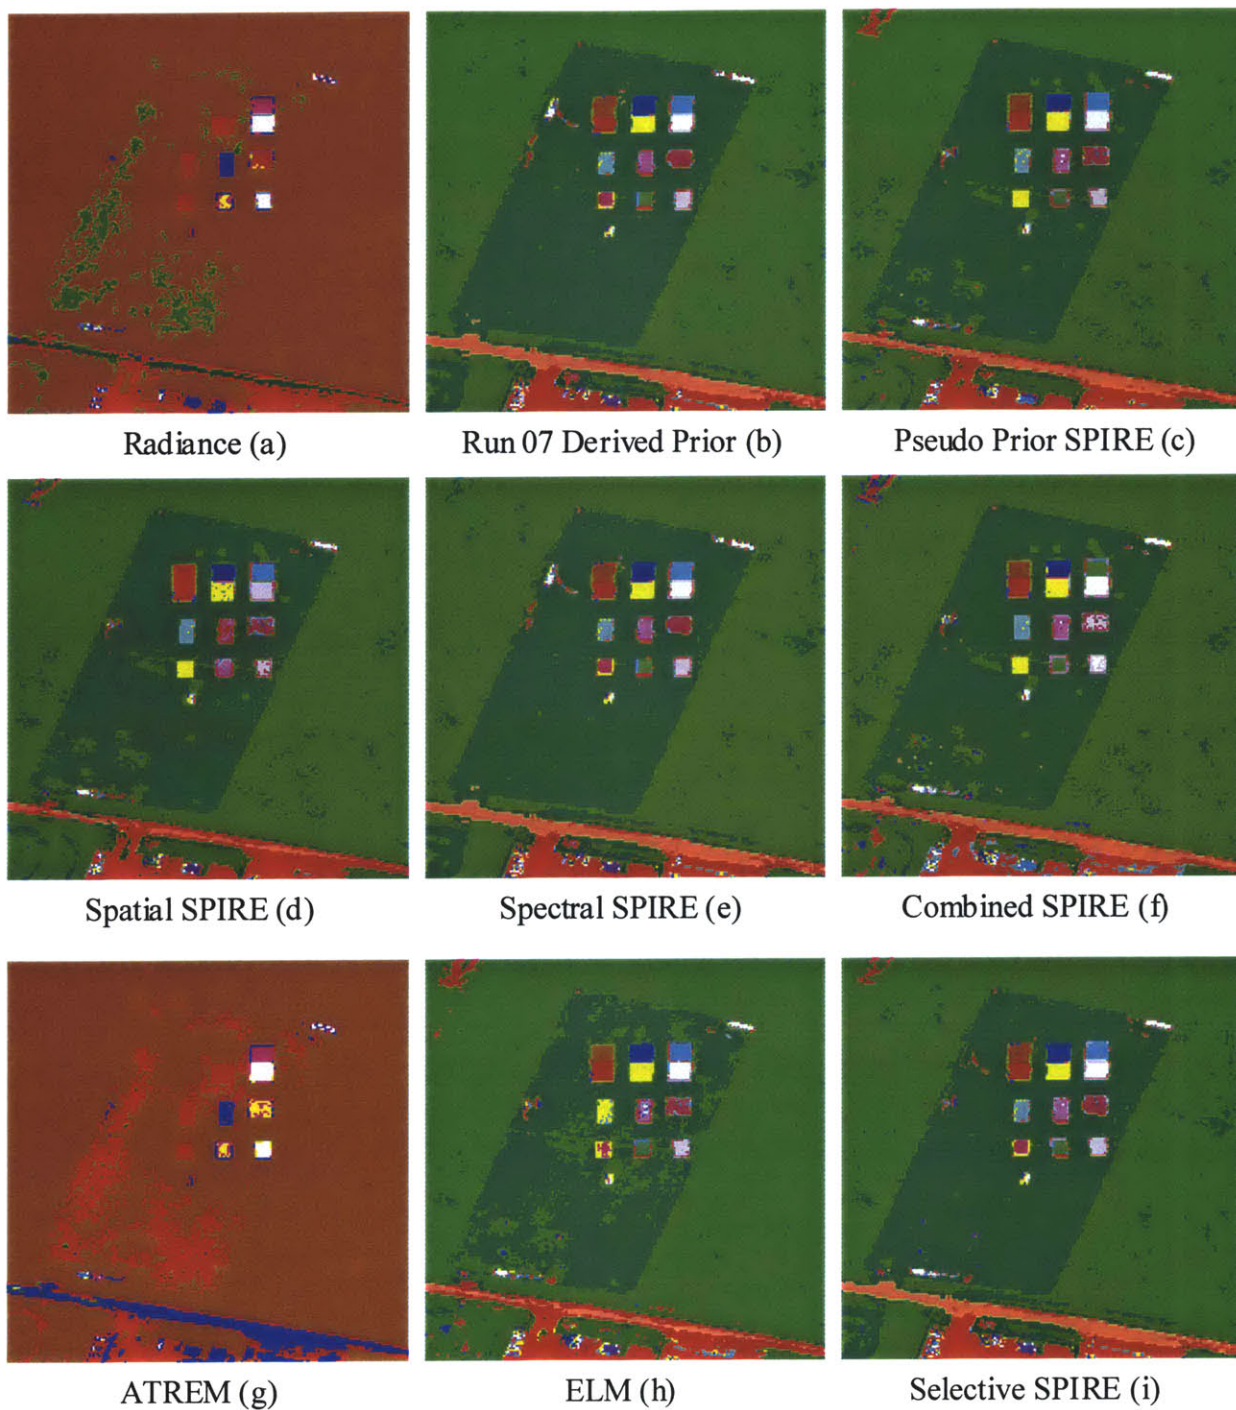 Radiance (a)
Run 07 Derived Prior (b)
Pseudo Prior SPIRE (c)
Spatial SPIRE (d)
Spectral SPIRE (e)
Combined SPIRE (f)
ATREM (g)
ELM (h)
Selective SPIRE (i)